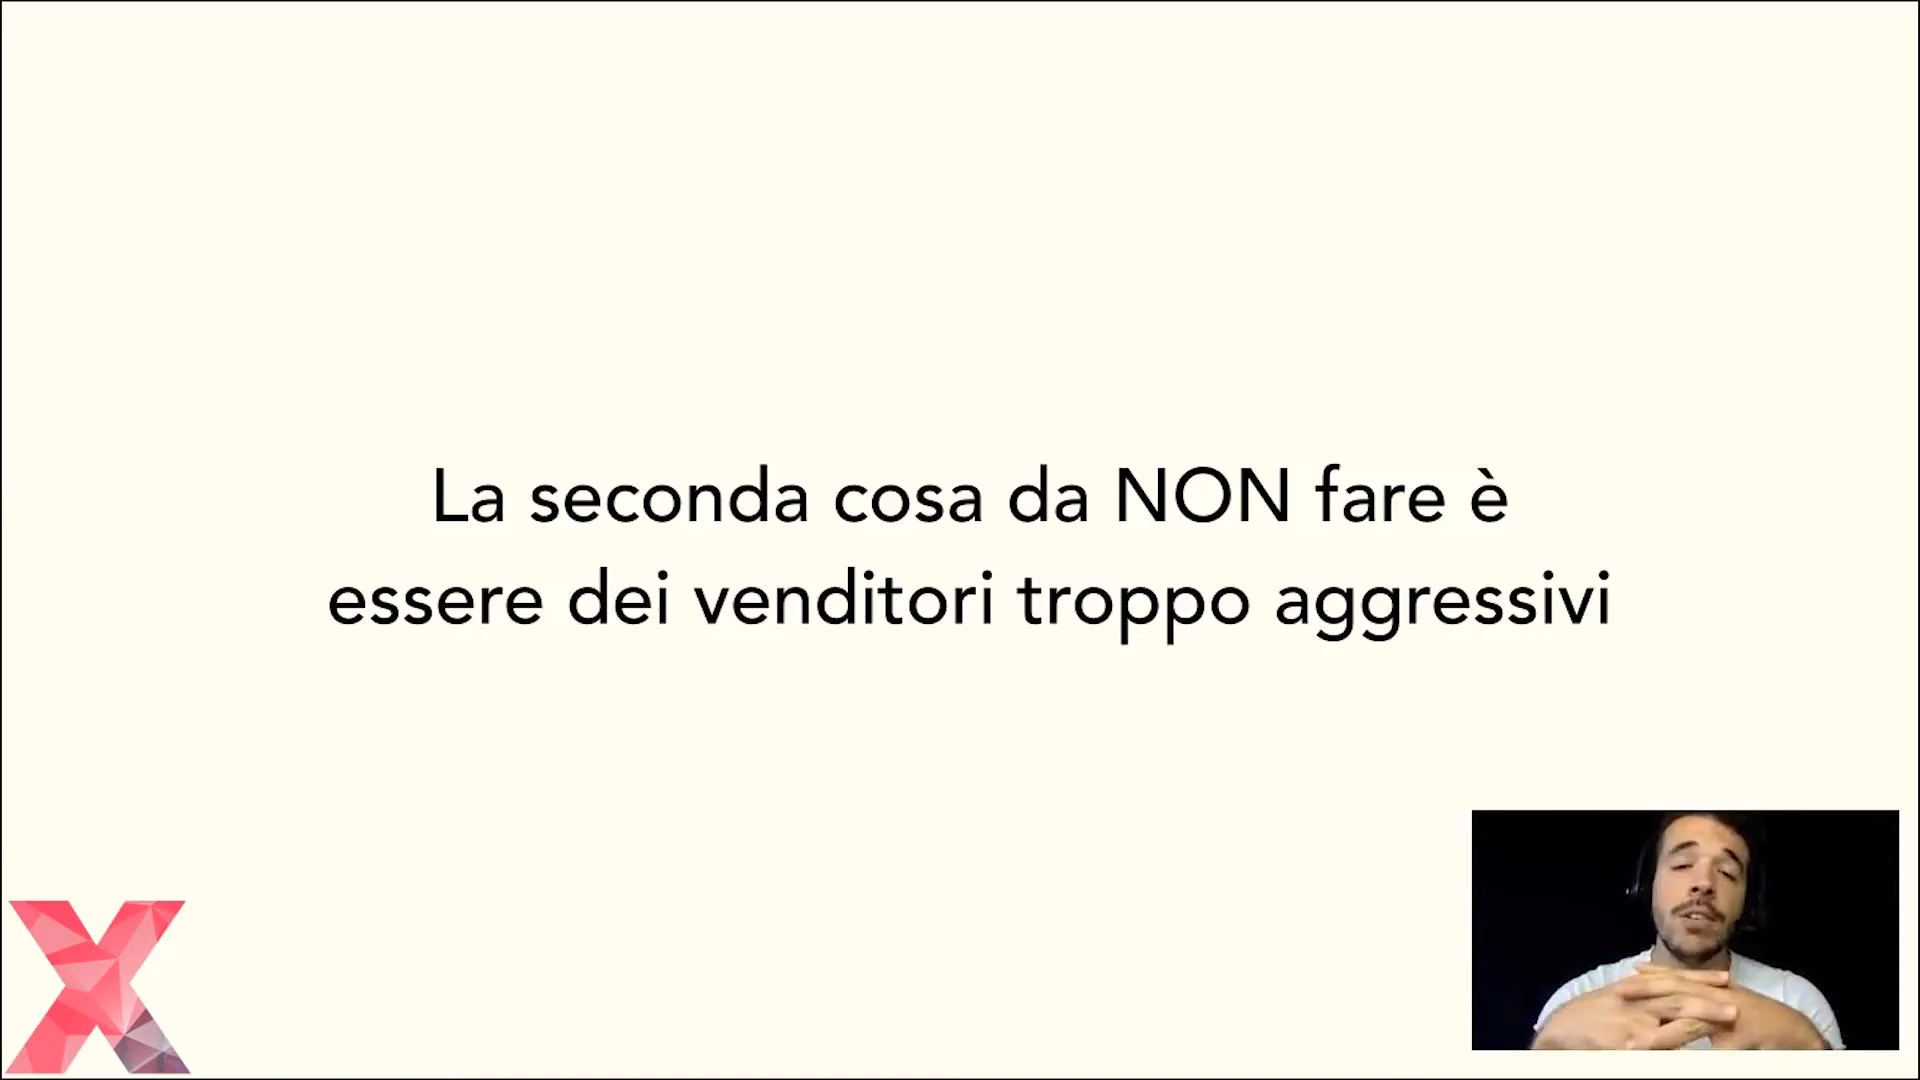 La seconda cosa da NON fare è
essere dei venditori troppo aggressivi